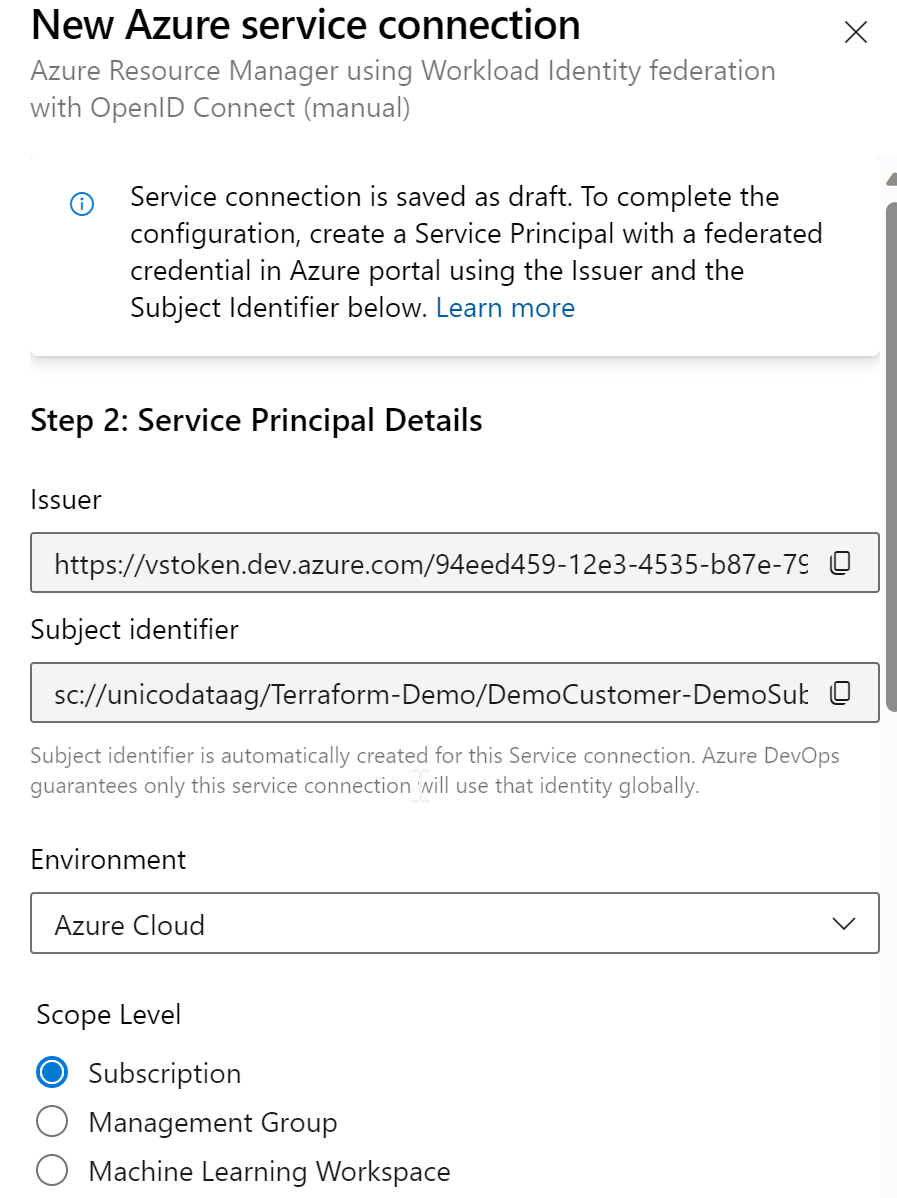 New Azure service connection
Azure Resource Manager using Workload Identity federation
with OpenID Connect (manual)
Service connection is saved as draft. To complete the
configuration, create a Service Principal with a federated
credential in Azure portal using the Issuer and the
Subject Identifier below. Learn more
Step 2: Service Principal Details
Issuer
https://vstoken.dev.azure.com/94eed459-12e3-4535-b87e-79
Subject identifier
sc://unicodataag/Terraform-Demo/DemoCustomer-DemoSub
Subject identifier is automatically created for this Service connection. Azure DevOps
guarantees only this service connection will use that identity globally.
Environment
Azure Cloud
Scope Level
Subscription
Management Group
Machine Learning Workspace